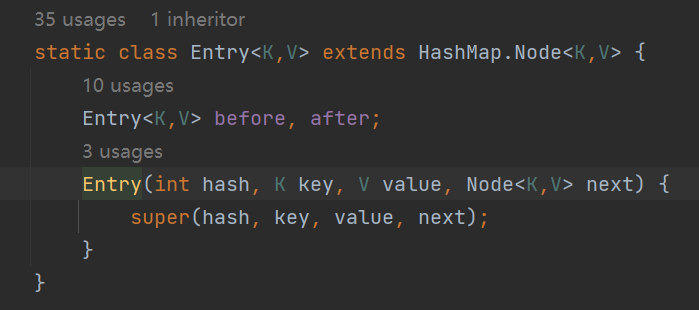 35 usages   1 inheritor
static class Entry<K,V> extends HashMap.Node<K,V> {
10 usages
Entry<K,V> before, after;
3 usages
Entry(int hash, K key, V value, Node<K,V> next) {
super(hash, key, value, next);
}
}